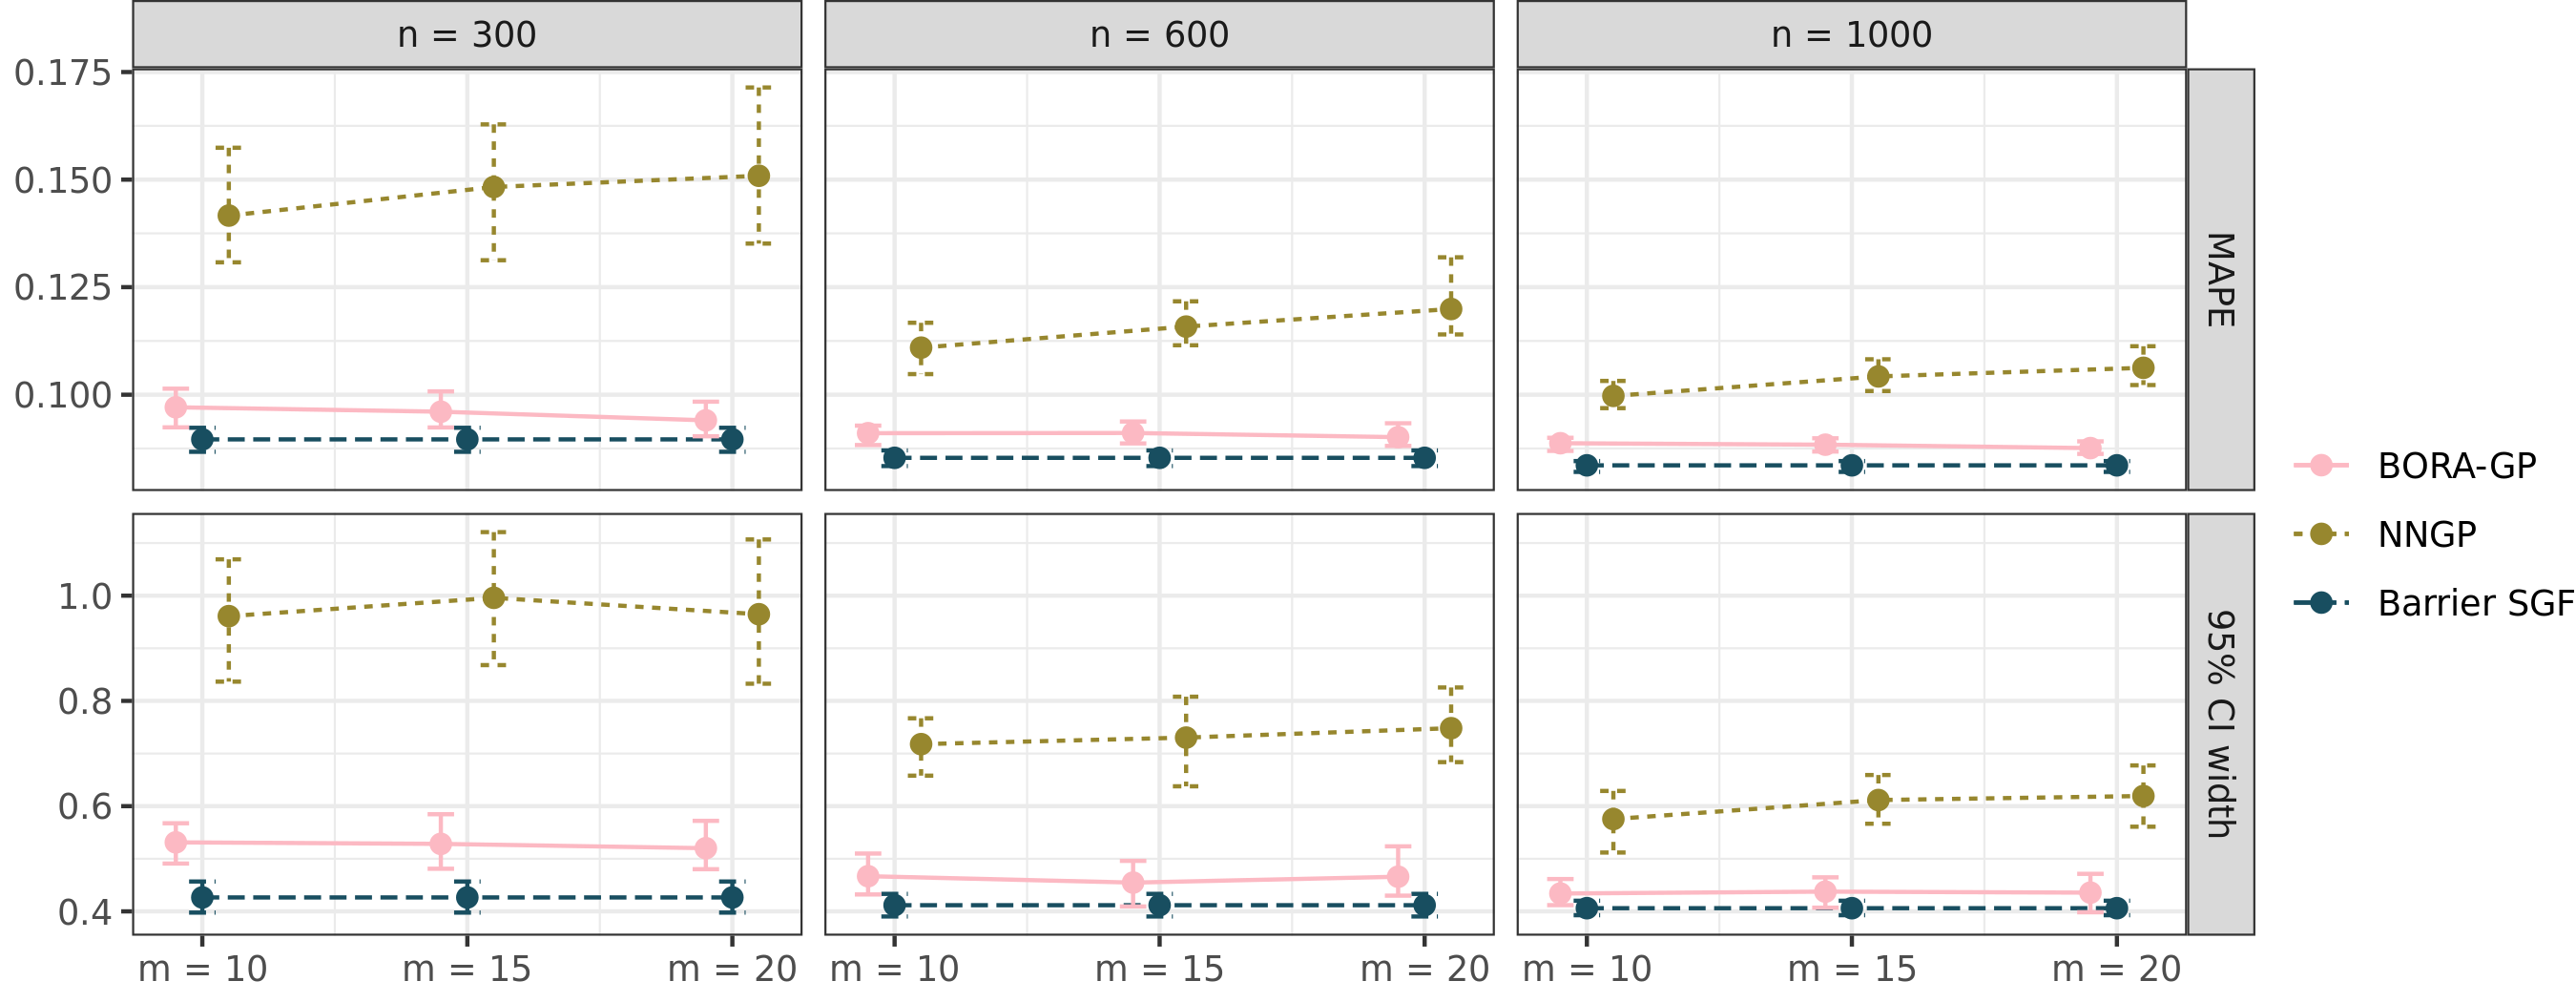 n = 300
n = 600
n = 1000
0.175
0.150
0.125
0.100
MAPE
1.0
0.8
0.6
0.4
95% CI width
m = 10
m = 15
m = 20
m = 10
m = 15
m = 20
m = 10
m = 15
m = 20
BORA-GP
NNGP
Barrier SGF